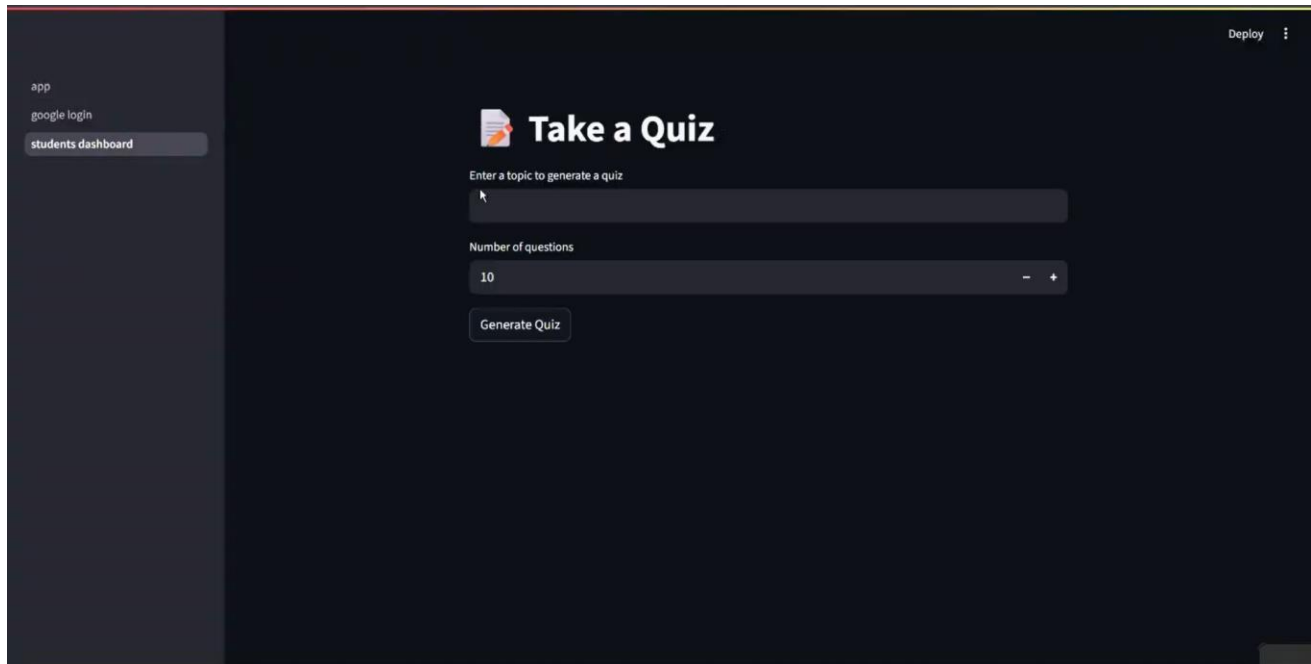 Deploy
app
google login
students dashboard
Take a Quiz
Enter a topic to generate a quiz
Number of questions
10
Generate Quiz